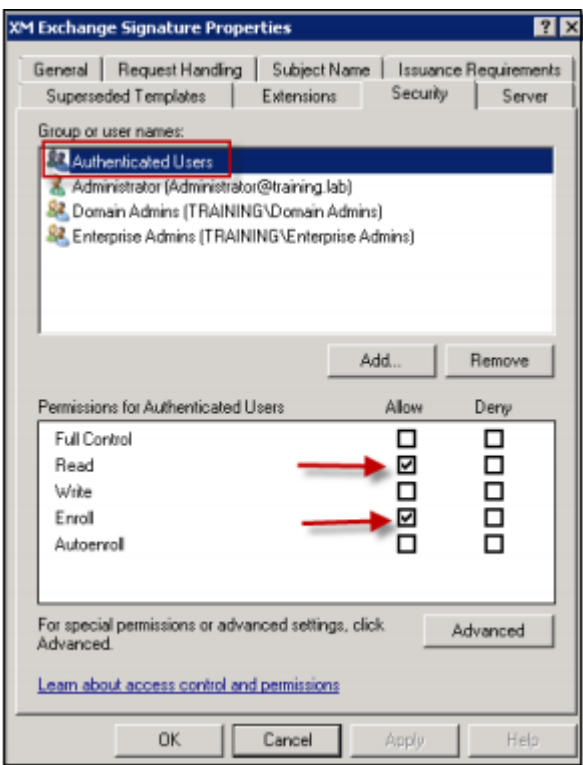 XM Exchange Signature Properties
General Request Handling Subject Name Issuance Requirements
Superseded Templates Extensions Security Server
Group or user names:
Authenticated Users
Administrator (Administrator@training.lab)
Domain Admins (TRAINING\Domain Admins)
Enterprise Admins (TRAINING\Enterprise Admins)
Add... Remove
Permissions for Authenticated Users Allow Deny
Full Control
Read
Write
Enroll
Autoenroll
For special permissions or advanced settings, click
Advanced.
Advanced
Learn about access control and permissions
OK Cancel Apply Help